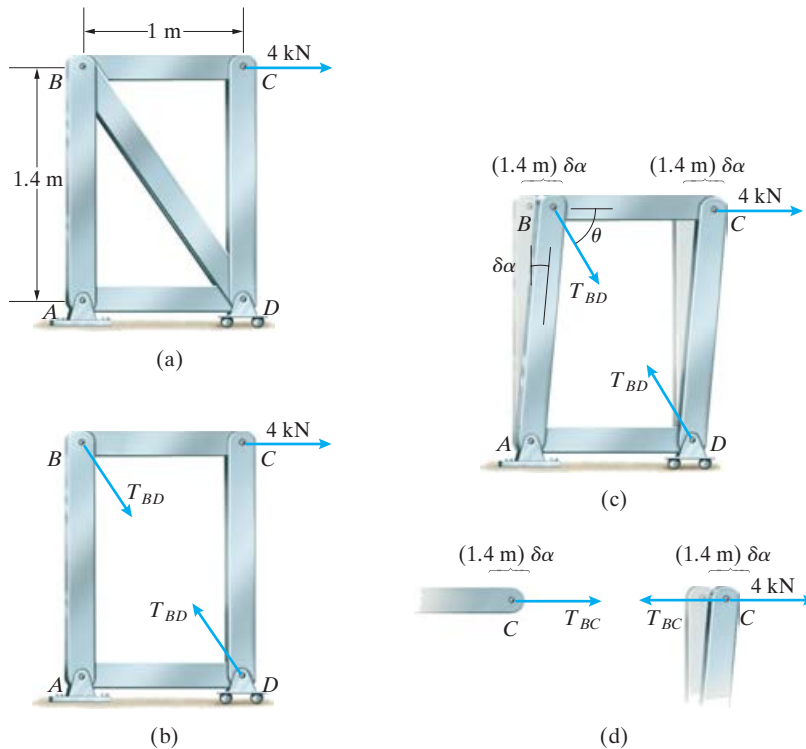 1 m
4 kN
B
C
1.4 m
A
D
(a)
4 kN
B
C
T_BD
T_BD
A
D
(b)
(1.4 m) δα
(1.4 m) δα
4 kN
B
θ
C
δα
T_BD
T_BD
A
D
(c)
(1.4 m) δα
(1.4 m) δα
4 kN
C
T_BC
T_BC
C
(d)